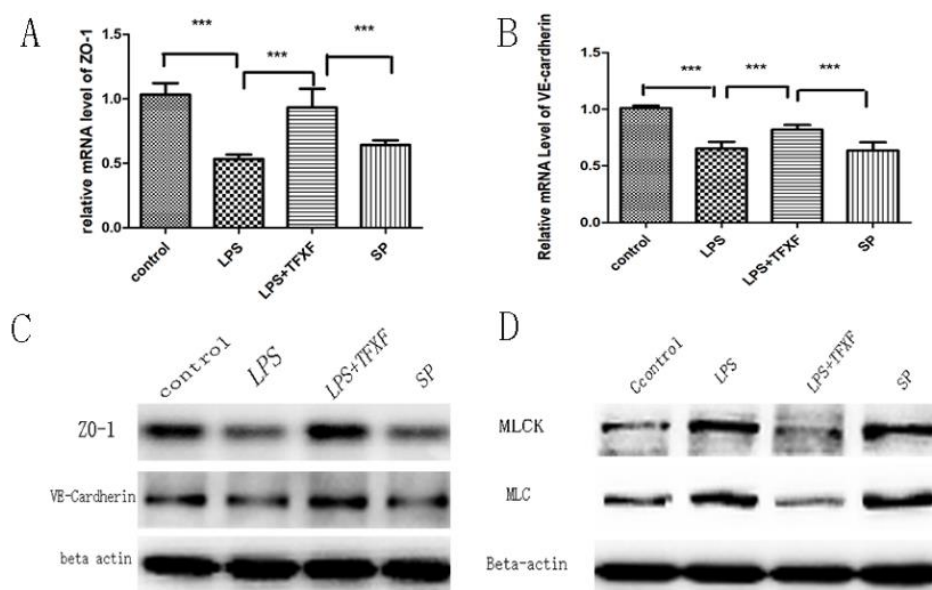 A
relative mRNA level of ZO-1
1.5
1.0
0.5
0.0
***
***
***
control
LPS
LPS+TFXF
SP
B
Relative mRNA Level of VE-cardherin
1.5
1.0
0.5
0.0
***
***
***
control
LPS
LPS+TFXF
SP
C
control
LPS
LPS+TFXF
SP
ZO-1
VE-Cardherin
beta actin
D
Ccontrol
LPS
LPS+TFXF
SP
MLCK
MLC
Beta-actin